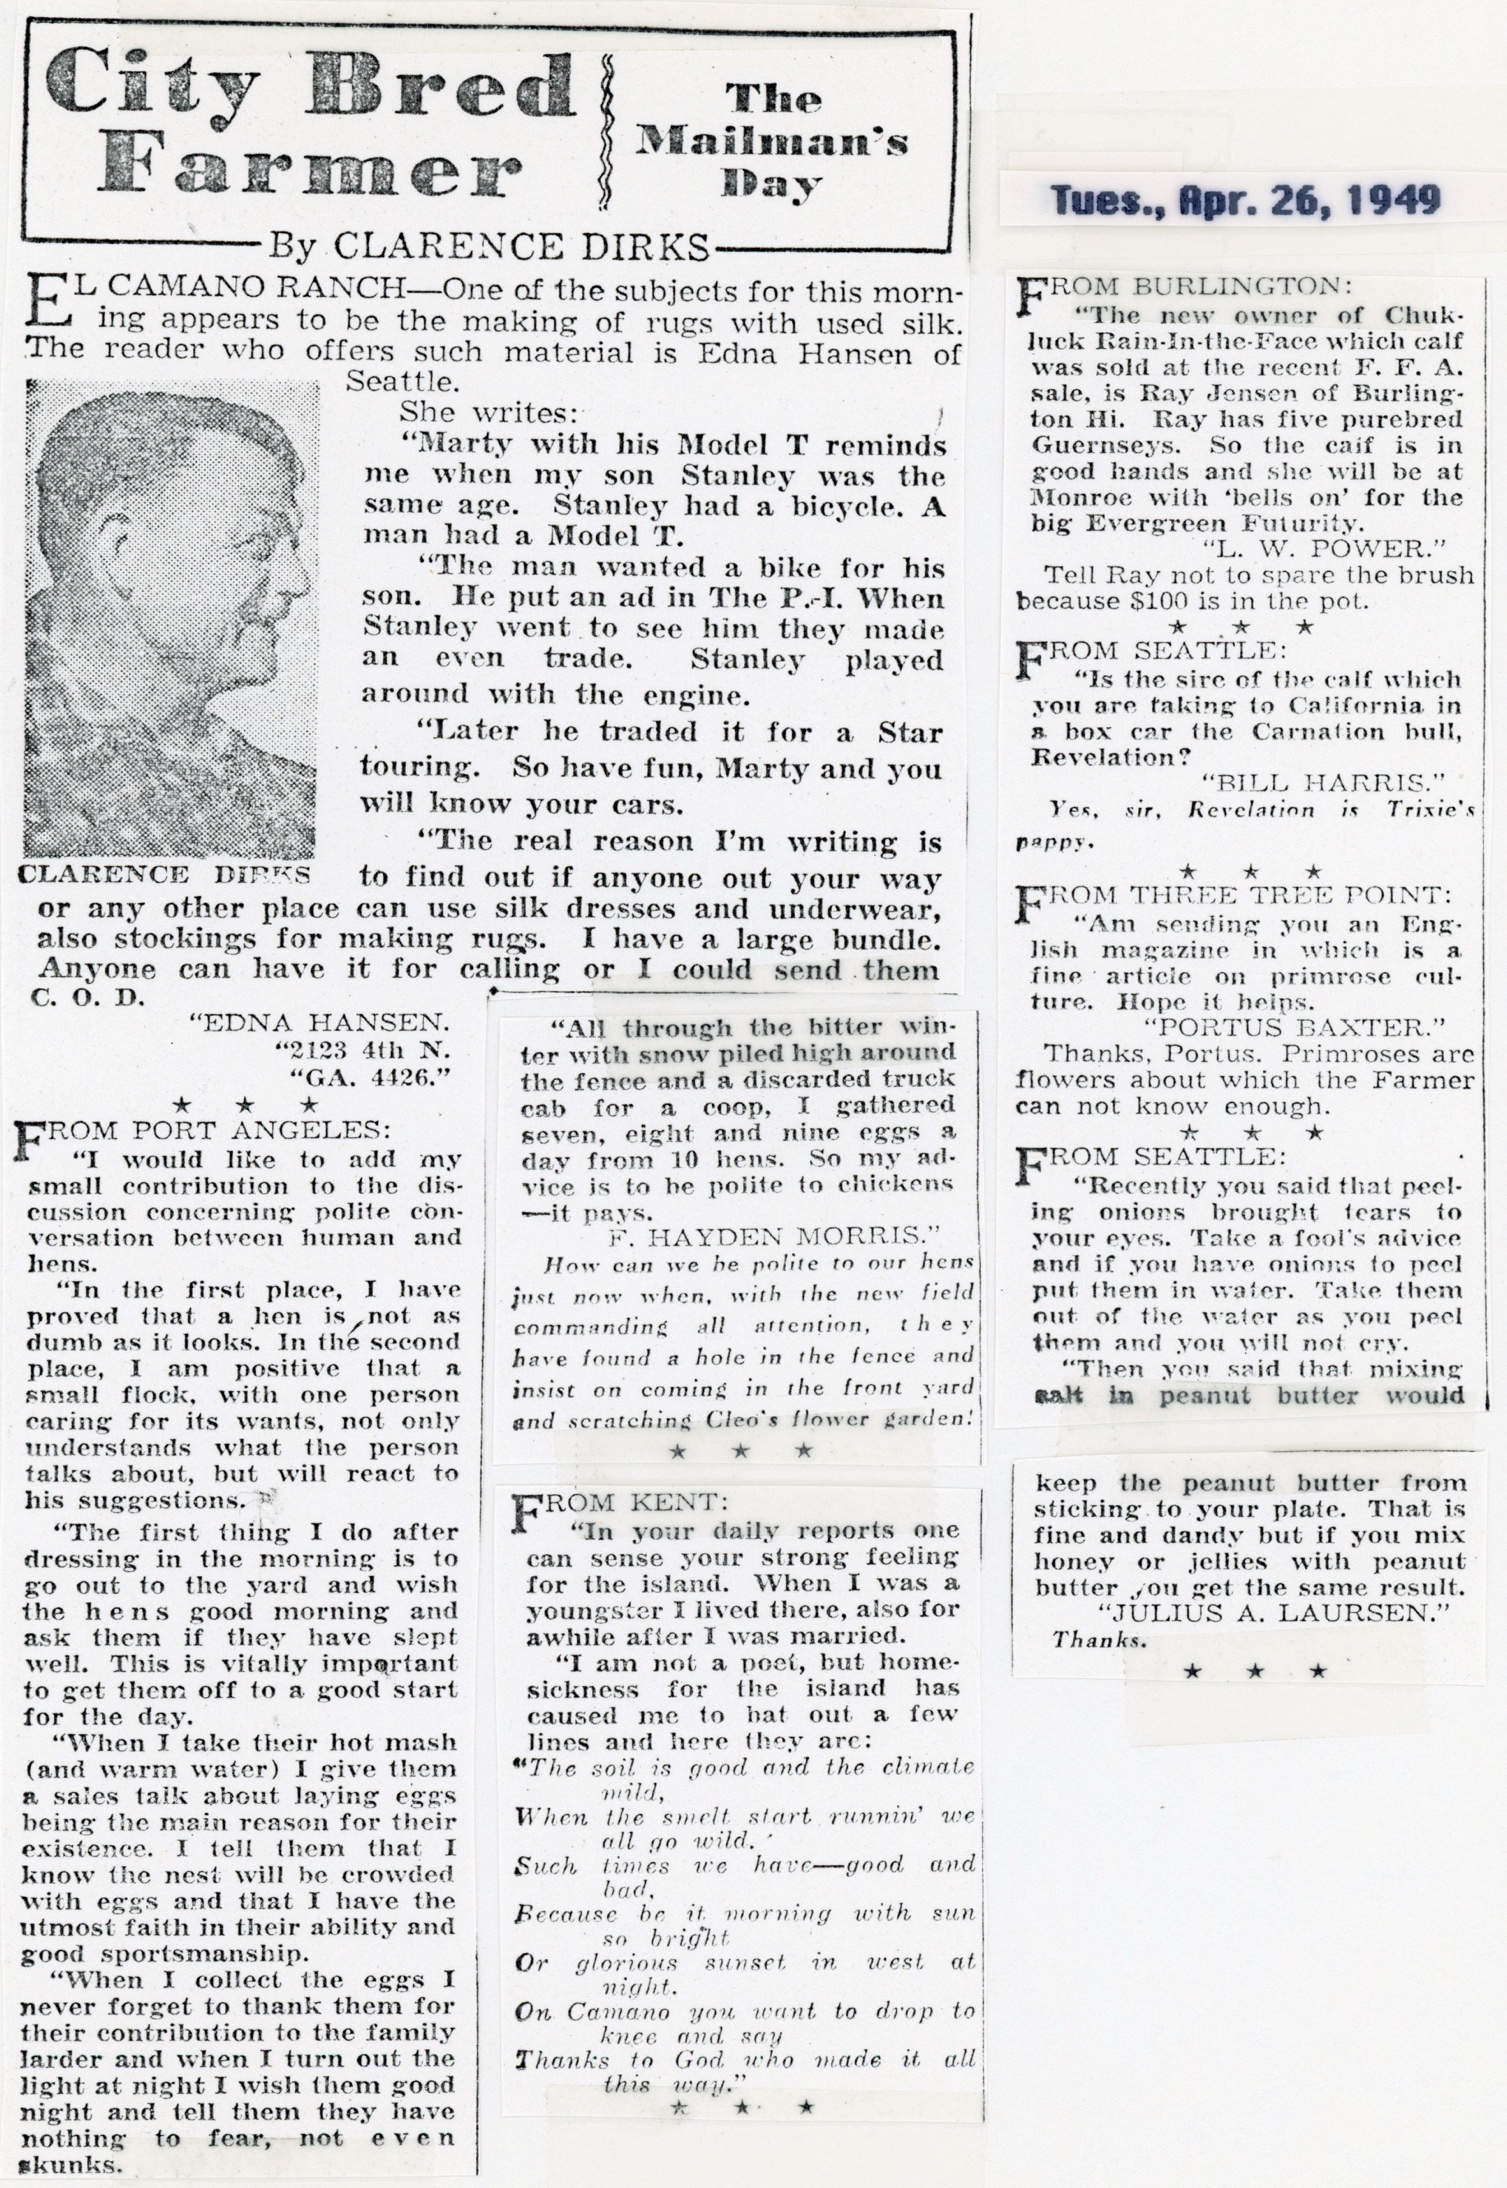 City Bred
Farmer
The
Mailman's
Day
By CLARENCE DIRKS
Tues., Apr. 26, 1949
EL CAMANO RANCH—One of the subjects for this morn-
ing appears to be the making of rugs with used silk.
The reader who offers such material is Edna Hansen of
Seattle.
She writes:
"Marty with his Model T reminds
me when my son Stanley was the
same age. Stanley had a bicycle. A
man had a Model T.
"The man wanted a bike for his
son. He put an ad in The P.-I. When
Stanley went to see him they made
an even trade. Stanley played
around with the engine.
"Later he traded it for a Star
touring. So have fun, Marty and you
will know your cars.
"The real reason I'm writing is
CLARENCE DIRKS
to find out if anyone out your way
or any other place can use silk dresses and underwear,
also stockings for making rugs. I have a large bundle.
Anyone can have it for calling or I could send them
C. O. D.
"EDNA HANSEN.
"2123 4th N.
"GA. 4426."
★ ★ ★
FROM PORT ANGELES:
"I would like to add my
small contribution to the dis-
cussion concerning polite con-
versation between human and
hens.
"In the first place, I have
proved that a hen is not as
dumb as it looks. In the second
place, I am positive that a
small flock, with one person
caring for its wants, not only
understands what the person
talks about, but will react to
his suggestions.
"The first thing I do after
dressing in the morning is to
go out to the yard and wish
the hens good morning and
ask them if they have slept
well. This is vitally important
to get them off to a good start
for the day.
"When I take their hot mash
(and warm water) I give them
a sales talk about laying eggs
being the main reason for their
existence. I tell them that I
know the nest will be crowded
with eggs and that I have the
utmost faith in their ability and
good sportsmanship.
"When I collect the eggs I
never forget to thank them for
their contribution to the family
larder and when I turn out the
light at night I wish them good
night and tell them they have
nothing to fear, not even
skunks.
"All through the bitter win-
ter with snow piled high around
the fence and a discarded truck
cab for a coop, I gathered
seven, eight and nine eggs a
day from 10 hens. So my ad-
vice is to be polite to chickens
—it pays.
F. HAYDEN MORRIS."
How can we be polite to our hens
just now when, with the new field
commanding all attention, they
have found a hole in the fence and
insist on coming in the front yard
and scratching Cleo's flower garden!
★ ★ ★
FROM KENT:
"In your daily reports one
can sense your strong feeling
for the island. When I was a
youngster I lived there, also for
awhile after I was married.
"I am not a poet, but home-
sickness for the island has
caused me to bat out a few
lines and here they are:
"The soil is good and the climate
mild,
When the smelt start runnin' we
all go wild.
Such times we have—good and
bad,
Because be it morning with sun
so bright
Or glorious sunset in west at
night.
On Camano you want to drop to
knee and say
Thanks to God who made it all
this way."
★ ★ ★
FROM BURLINGTON:
"The new owner of Chuk-
luck Rain-In-the-Face which calf
was sold at the recent F. F. A.
sale, is Ray Jensen of Burling-
ton Hi. Ray has five purebred
Guernseys. So the calf is in
good hands and she will be at
Monroe with 'bells on' for the
big Evergreen Futurity.
"L. W. POWER."
Tell Ray not to spare the brush
because $100 is in the pot.
★ ★ ★
FROM SEATTLE:
"Is the sire of the calf which
you are taking to California in
a box car the Carnation bull,
Revelation?
"BILL HARRIS."
Yes, sir, Revelation is Trixie's
pappy.
★ ★ ★
FROM THREE TREE POINT:
"Am sending you an Eng-
lish magazine in which is a
fine article on primrose cul-
ture. Hope it helps.
"PORTUS BAXTER."
Thanks, Portus. Primroses are
flowers about which the Farmer
can not know enough.
★ ★ ★
FROM SEATTLE:
"Recently you said that peel-
ing onions brought tears to
your eyes. Take a fool's advice
and if you have onions to peel
put them in water. Take them
out of the water as you peel
them and you will not cry.
"Then you said that mixing
salt in peanut butter would
keep the peanut butter from
sticking to your plate. That is
fine and dandy but if you mix
honey or jellies with peanut
butter you get the same result.
"JULIUS A. LAURSEN."
Thanks.
★ ★ ★